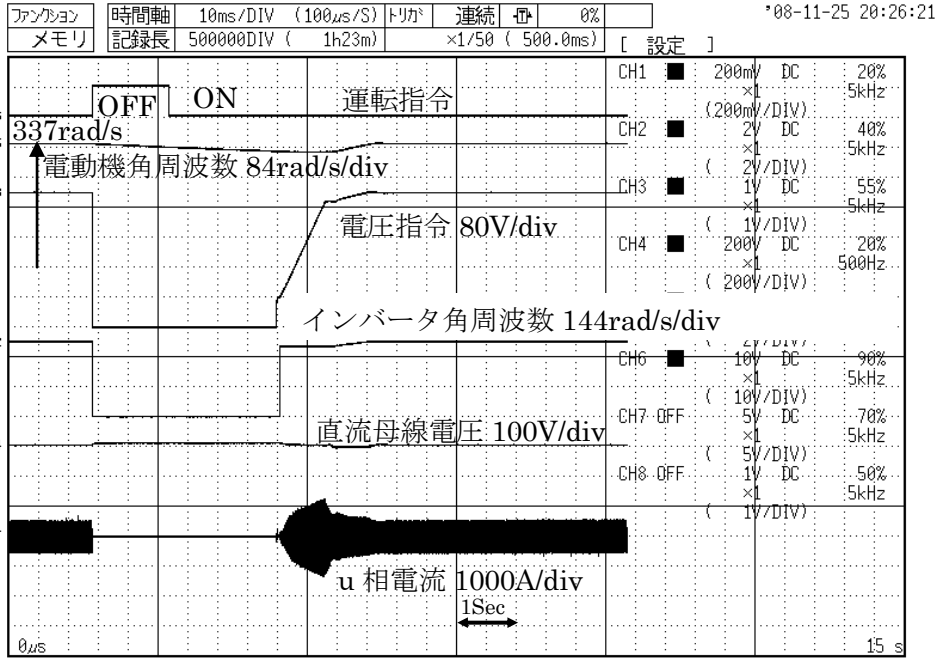 ファンクション 時間軸 10ms/DIV (100μs/S) トリガ 連続 0% '08-11-25 20:26:21
メモリ 記録長 500000DIV ( 1h23m) ×1/50 ( 500.0ms) [ 設定 ]
CH1 ■ 200mV DC 20%
×1 5kHz
(200mV/DIV)
OFF ON 運転指令
CH2 ■ 2V DC 40%
×1 5kHz
( 2V/DIV)
337rad/s
電動機角周波数 84rad/s/div
CH3 ■ 1V DC 55%
×1 5kHz
( 1V/DIV)
電圧指令 80V/div
CH4 ■ 200V DC 20%
×1 500Hz
( 200V/DIV)
インバータ角周波数 144rad/s/div
( 2V/DIV)
CH6 ■ 10V DC 90%
×1 5kHz
( 10V/DIV)
CH7 OFF 5V DC 70%
×1 5kHz
( 5V/DIV)
直流母線電圧 100V/div
CH8 OFF 1V DC 50%
×1 5kHz
( 1V/DIV)
u 相電流 1000A/div
1Sec
0μs 15 s